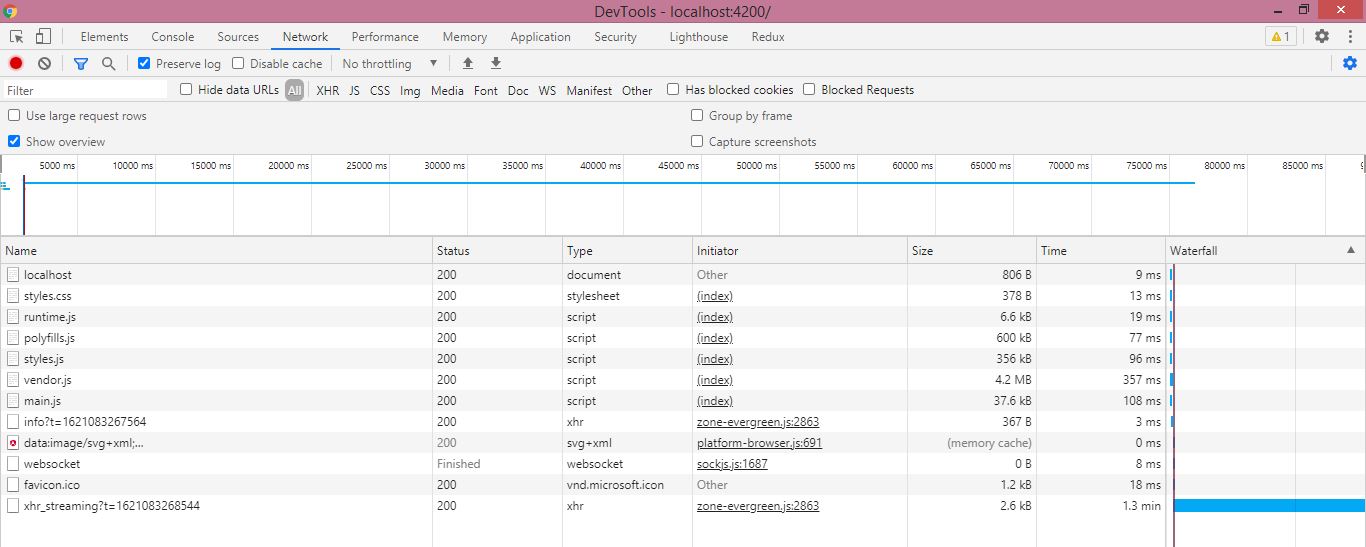 DevTools - localhost:4200/
Elements Console Sources Network Performance Memory Application Security Lighthouse Redux 1
Preserve log Disable cache No throttling
Filter Hide data URLs All XHR JS CSS Img Media Font Doc WS Manifest Other Has blocked cookies Blocked Requests
Use large request rows Group by frame
Show overview Capture screenshots
5000 ms 10000 ms 15000 ms 20000 ms 25000 ms 30000 ms 35000 ms 40000 ms 45000 ms 50000 ms 55000 ms 60000 ms 65000 ms 70000 ms 75000 ms 80000 ms 85000 ms
Name Status Type Initiator Size Time Waterfall
localhost 200 document Other 806 B 9 ms
styles.css 200 stylesheet (index) 378 B 13 ms
runtime.js 200 script (index) 6.6 kB 19 ms
polyfills.js 200 script (index) 600 kB 77 ms
styles.js 200 script (index) 356 kB 96 ms
vendor.js 200 script (index) 4.2 MB 357 ms
main.js 200 script (index) 37.6 kB 108 ms
info?t=1621083267564 200 xhr zone-evergreen.js:2863 367 B 3 ms
data:image/svg+xml;... 200 svg+xml platform-browser.js:691 (memory cache) 0 ms
websocket Finished websocket sockjs.js:1687 0 B 8 ms
favicon.ico 200 vnd.microsoft.icon Other 1.2 kB 18 ms
xhr_streaming?t=1621083268544 200 xhr zone-evergreen.js:2863 2.6 kB 1.3 min